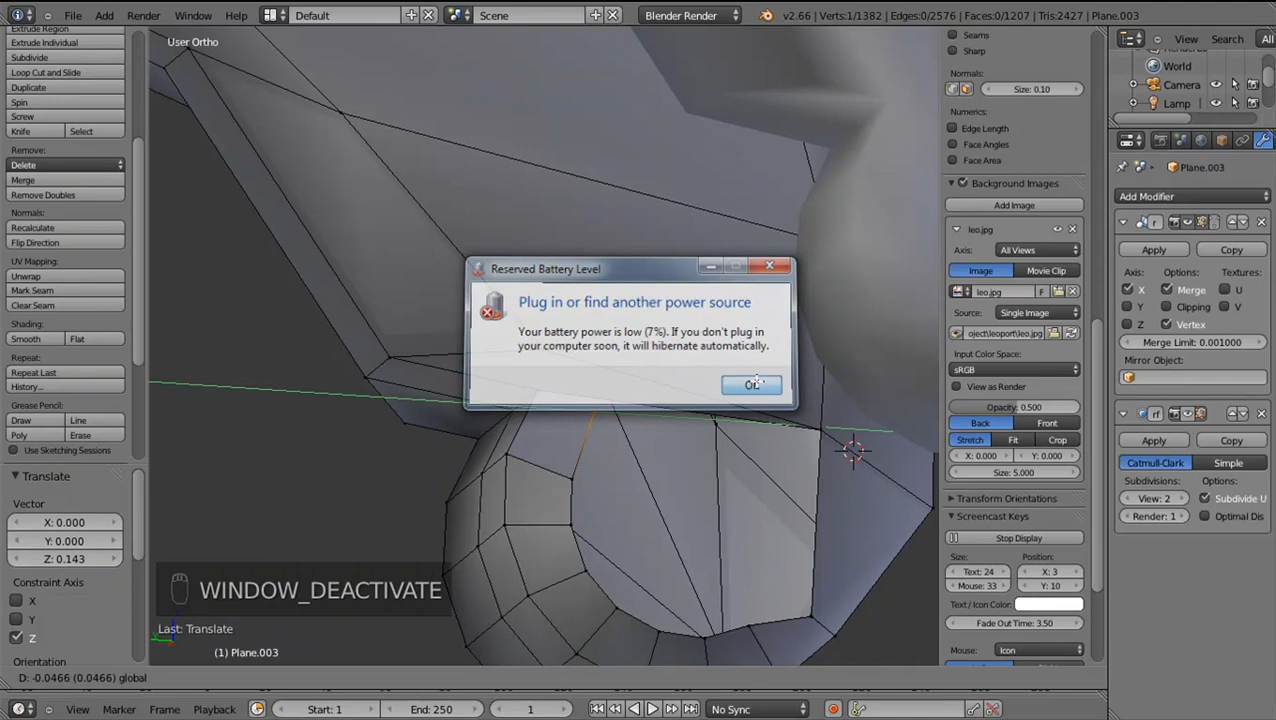 File Add Render Window Help Default Scene Blender Render v2.66 | Verts:1/1382 | Edges:0/2576 | Faces:0/1207 | Tris:2427 | Plane.003
Extrude Region
Extrude Individual
Subdivide
Loop Cut and Slide
Duplicate
Spin
Screw
Knife Select
Remove:
Delete
Merge
Remove Doubles
Normals:
Recalculate
Flip Direction
UV Mapping:
Unwrap
Mark Seam
Clear Seam
Shading:
Smooth Flat
Repeat:
Repeat Last
History...
Grease Pencil:
Draw Line
Poly Erase
Use Sketching Sessions
Translate
Vector
X: 0.000
Y: 0.000
Z: 0.143
Constraint Axis
X
Y
Z
Orientation
User Ortho
Reserved Battery Level
Plug in or find another power source
Your battery power is low (7%). If you don't plug in
your computer soon, it will hibernate automatically.
WINDOW_DEACTIVATE
Last: Translate
(1) Plane.003
D: -0.0466 (0.0466) global
Seams
Sharp
Normals:
Size: 0.10
Numerics:
Edge Length
Face Angles
Face Area
Background Images
Add Image
leo.jpg
Axis: All Views
Image Movie Clip
leo.jpg F
Source: Single Image
oject\leoport\leo.jpg
Input Color Space:
sRGB
View as Render
Opacity: 0.500
Back Front
Stretch Fit Crop
X: 0.000 Y: 0.000
Size: 5.000
Transform Orientations
Screencast Keys
Stop Display
Size: Position:
Text: 24 X: 3
Mouse: 33 Y: 10
Text / Icon Color:
Fade Out Time: 3.50
Mouse: Icon
View Search All
World
Camera
Lamp
Plane.003
Add Modifier
Apply Copy
Axis: Options: Textures:
X Merge U
Y Clipping V
Z Vertex
Merge Limit: 0.001000
Mirror Object:
Apply Copy
Catmull-Clark Simple
Subdivisions: Options:
View: 2 Subdivide U
Render: 1 Optimal Dis
View Marker Frame Playback Start: 1 End: 250 1 No Sync